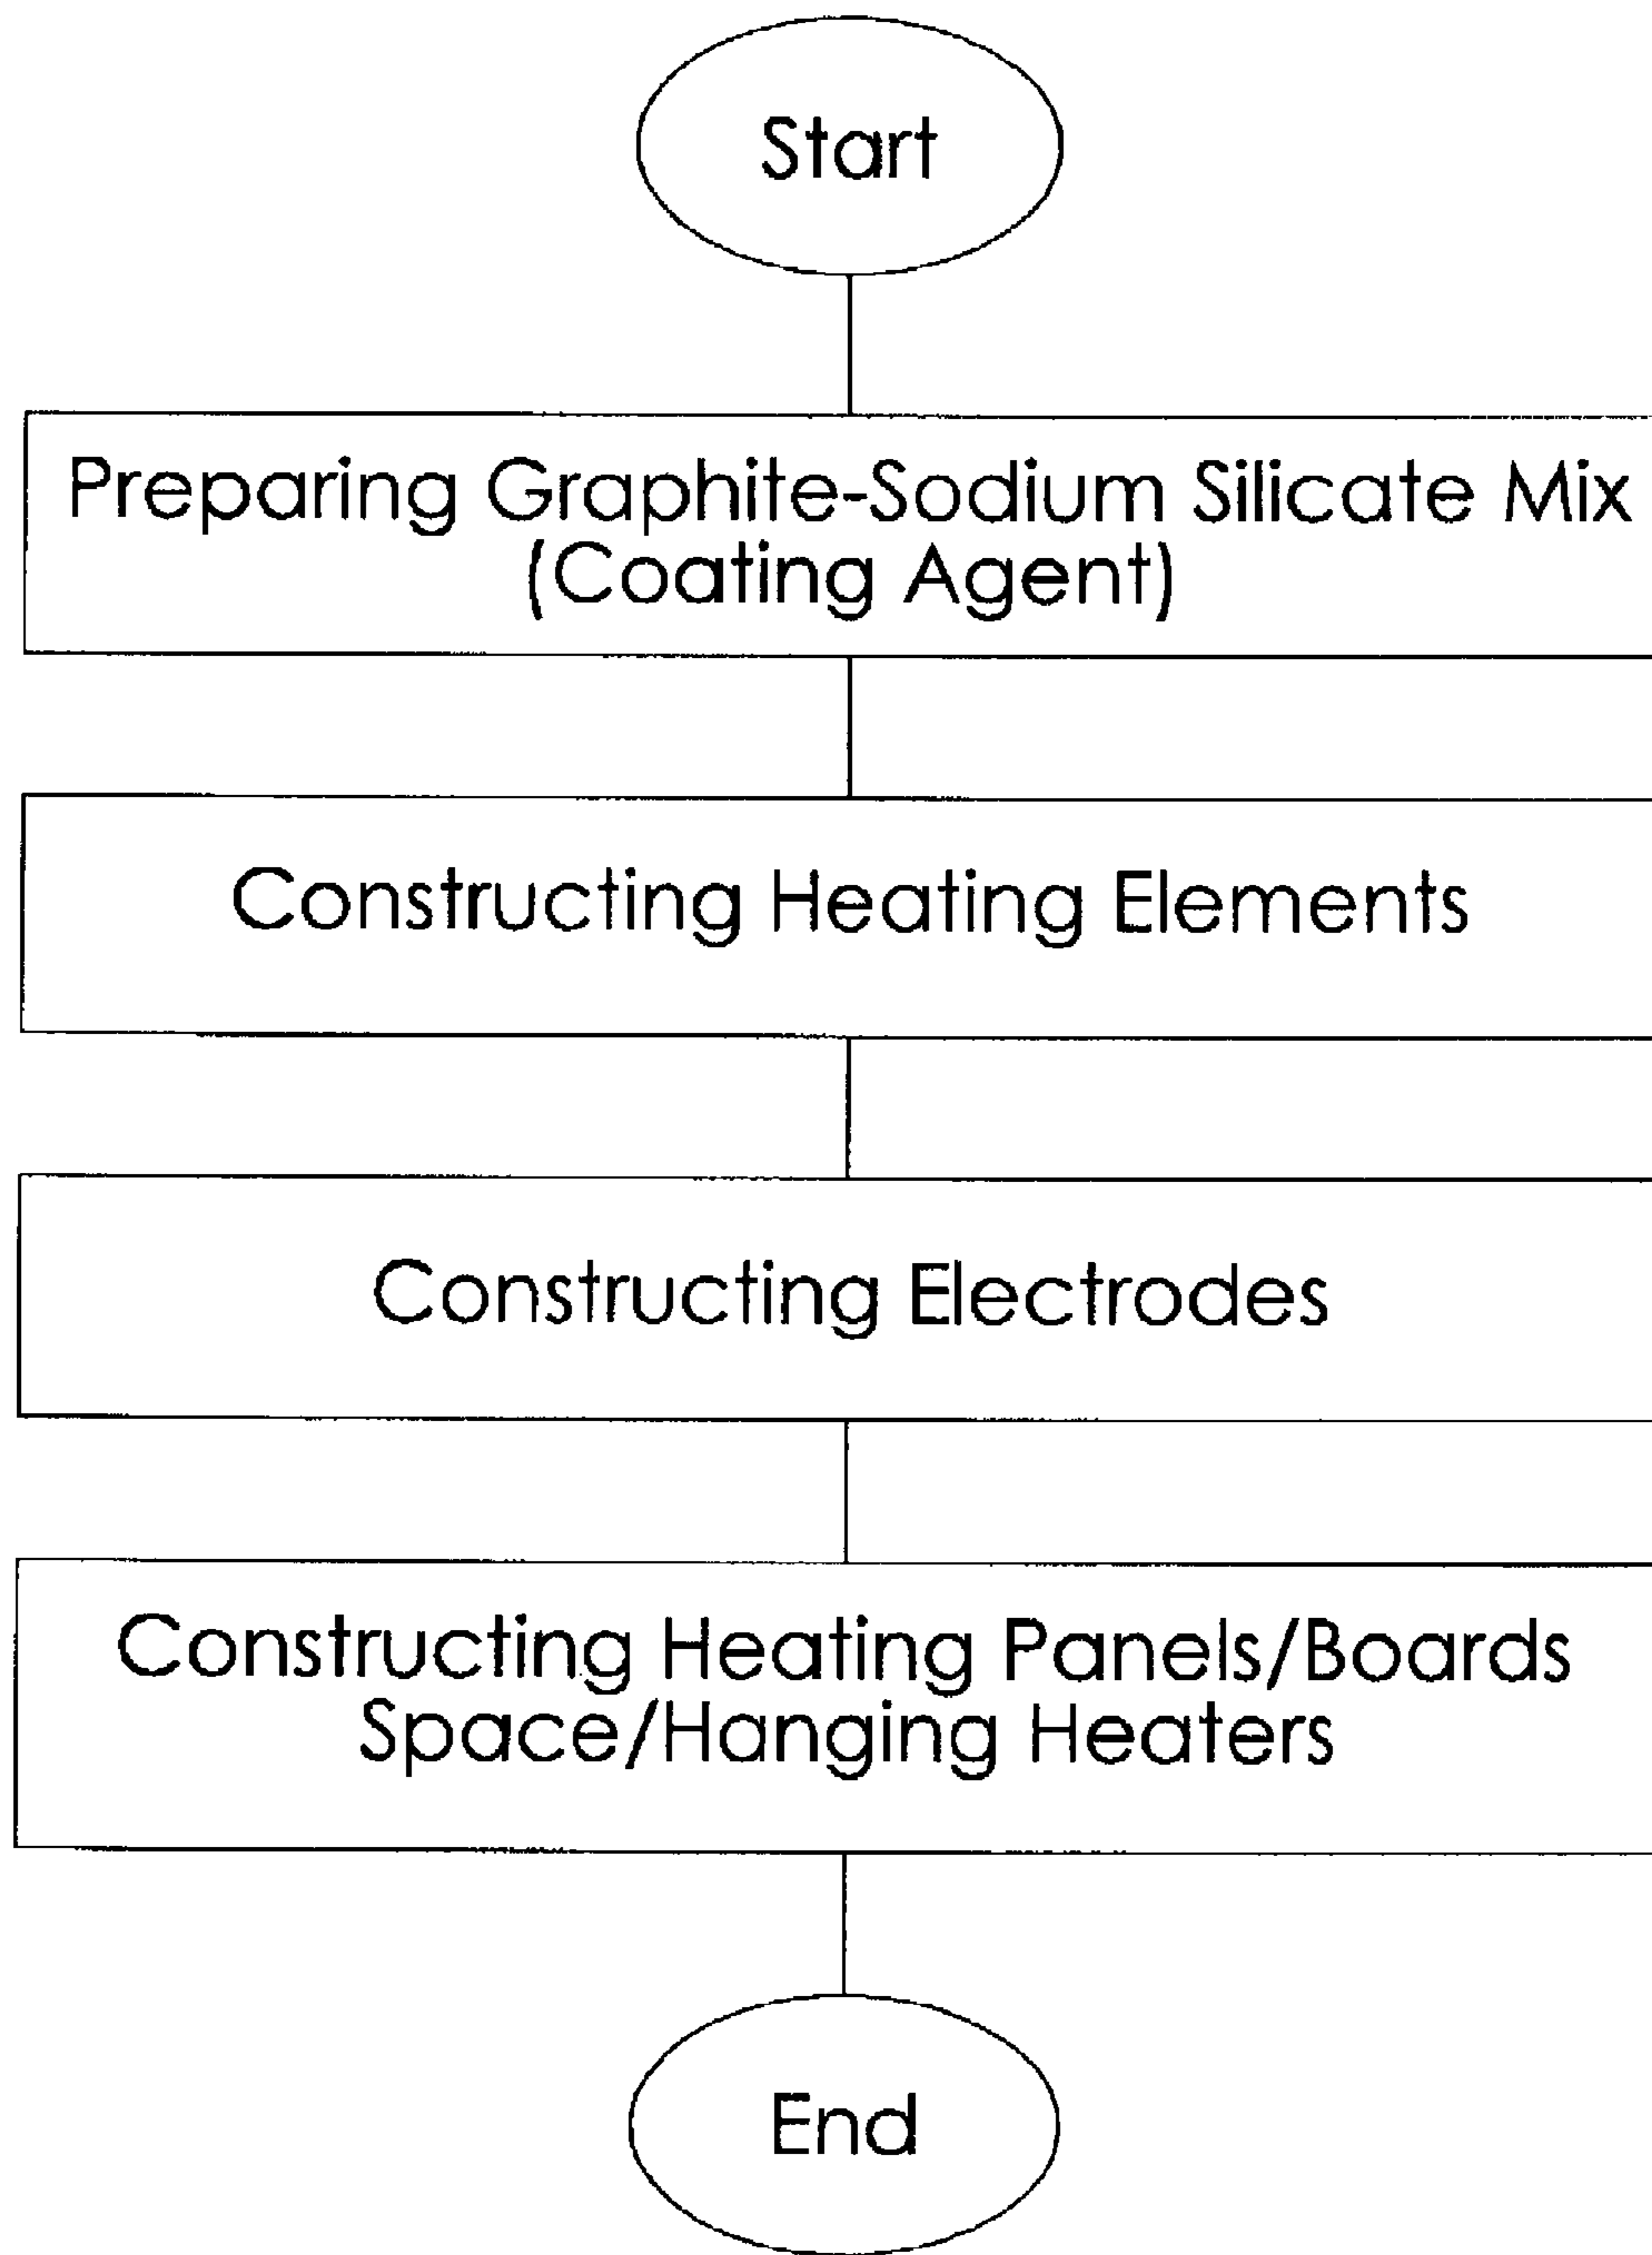 Start
Preparing Graphite-Sodium Silicate Mix
(Coating Agent)
Constructing Heating Elements
Constructing Electrodes
Constructing Heating Panels/Boards
Space/Hanging Heaters
End